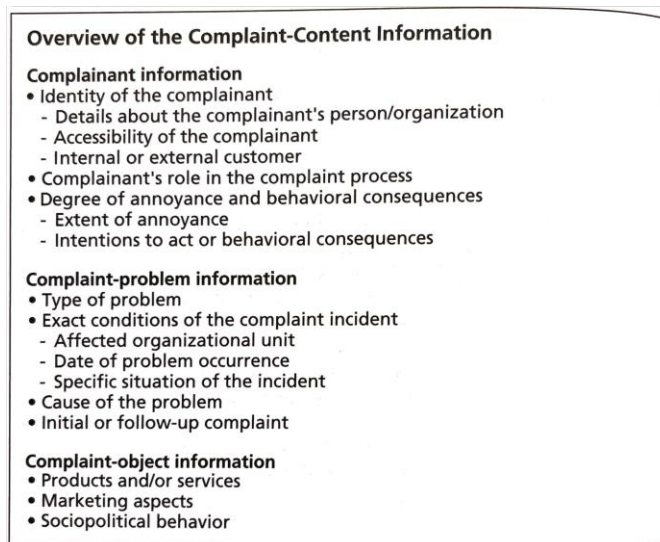 Overview of the Complaint-Content Information
Complainant information
• Identity of the complainant
- Details about the complainant's person/organization
- Accessibility of the complainant
- Internal or external customer
• Complainant's role in the complaint process
• Degree of annoyance and behavioral consequences
- Extent of annoyance
- Intentions to act or behavioral consequences
Complaint-problem information
• Type of problem
• Exact conditions of the complaint incident
- Affected organizational unit
- Date of problem occurrence
- Specific situation of the incident
• Cause of the problem
• Initial or follow-up complaint
Complaint-object information
• Products and/or services
• Marketing aspects
• Sociopolitical behavior